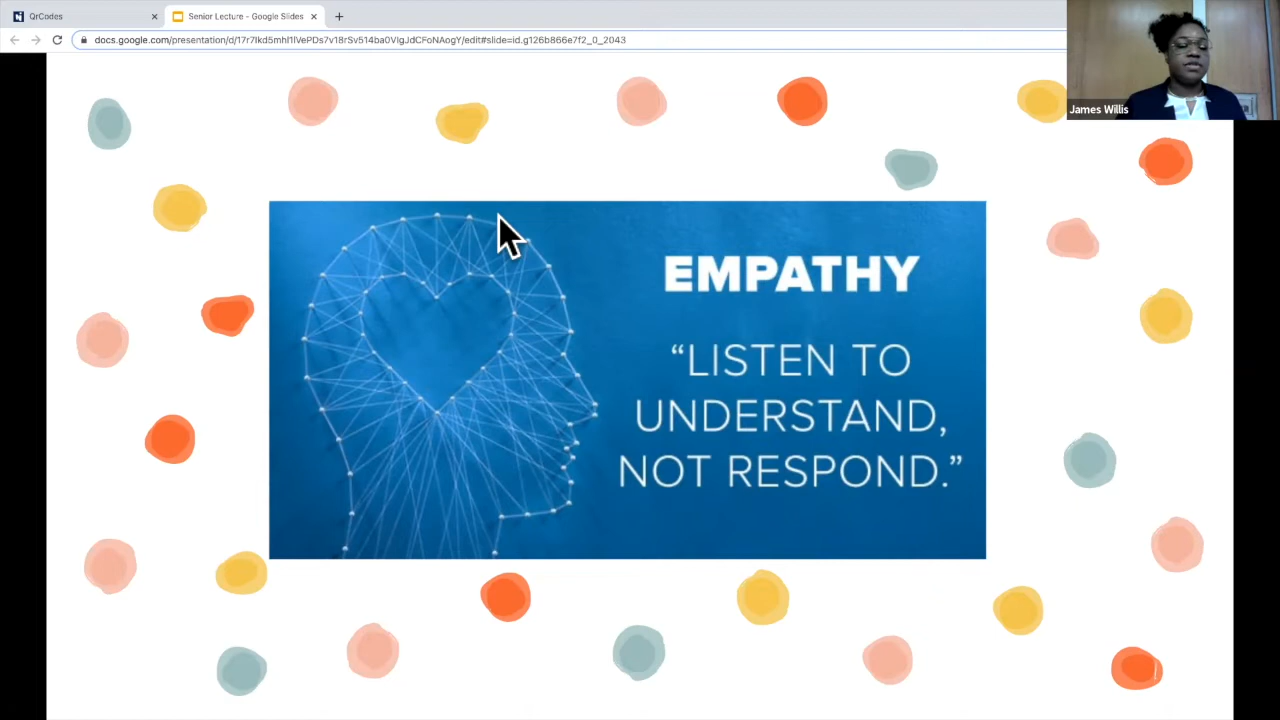 QrCodes
Senior Lecture - Google Slides
docs.google.com/presentation/d/17r7Ikd5mhI1lVePDs7v18rSv514ba0VIgJdCFoNAogY/edit#slide=id.g126b866e7f2_0_2043
James Willis
EMPATHY
“LISTEN TO
UNDERSTAND,
NOT RESPOND.”